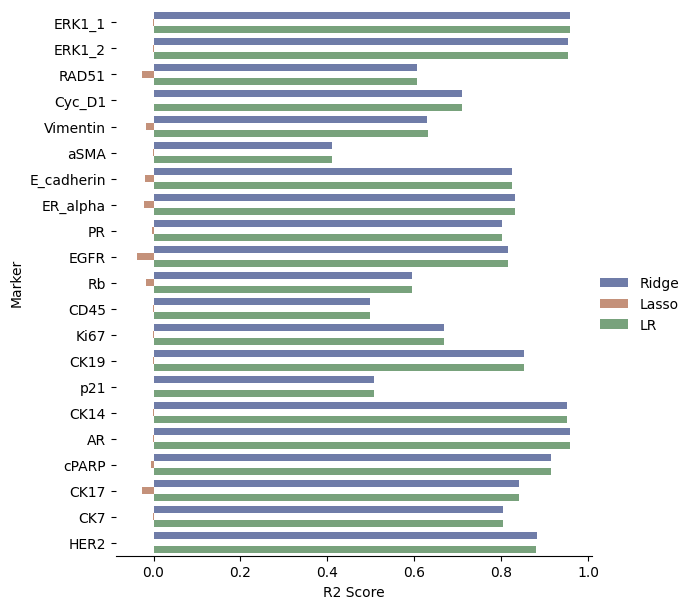 ERK1_1
ERK1_2
RAD51
Cyc_D1
Vimentin
aSMA
E_cadherin
ER_alpha
PR
EGFR
Rb
CD45
Ki67
CK19
p21
CK14
AR
cPARP
CK17
CK7
HER2
Marker
0.0 0.2 0.4 0.6 0.8 1.0
R2 Score
Ridge
Lasso
LR